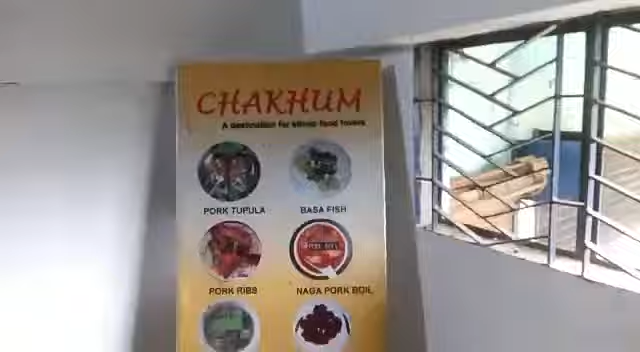 CHAKHUM
A destination for ethnic food lovers
PORK TUPULA BASA FISH
PORK RIBS NAGA PORK BOIL